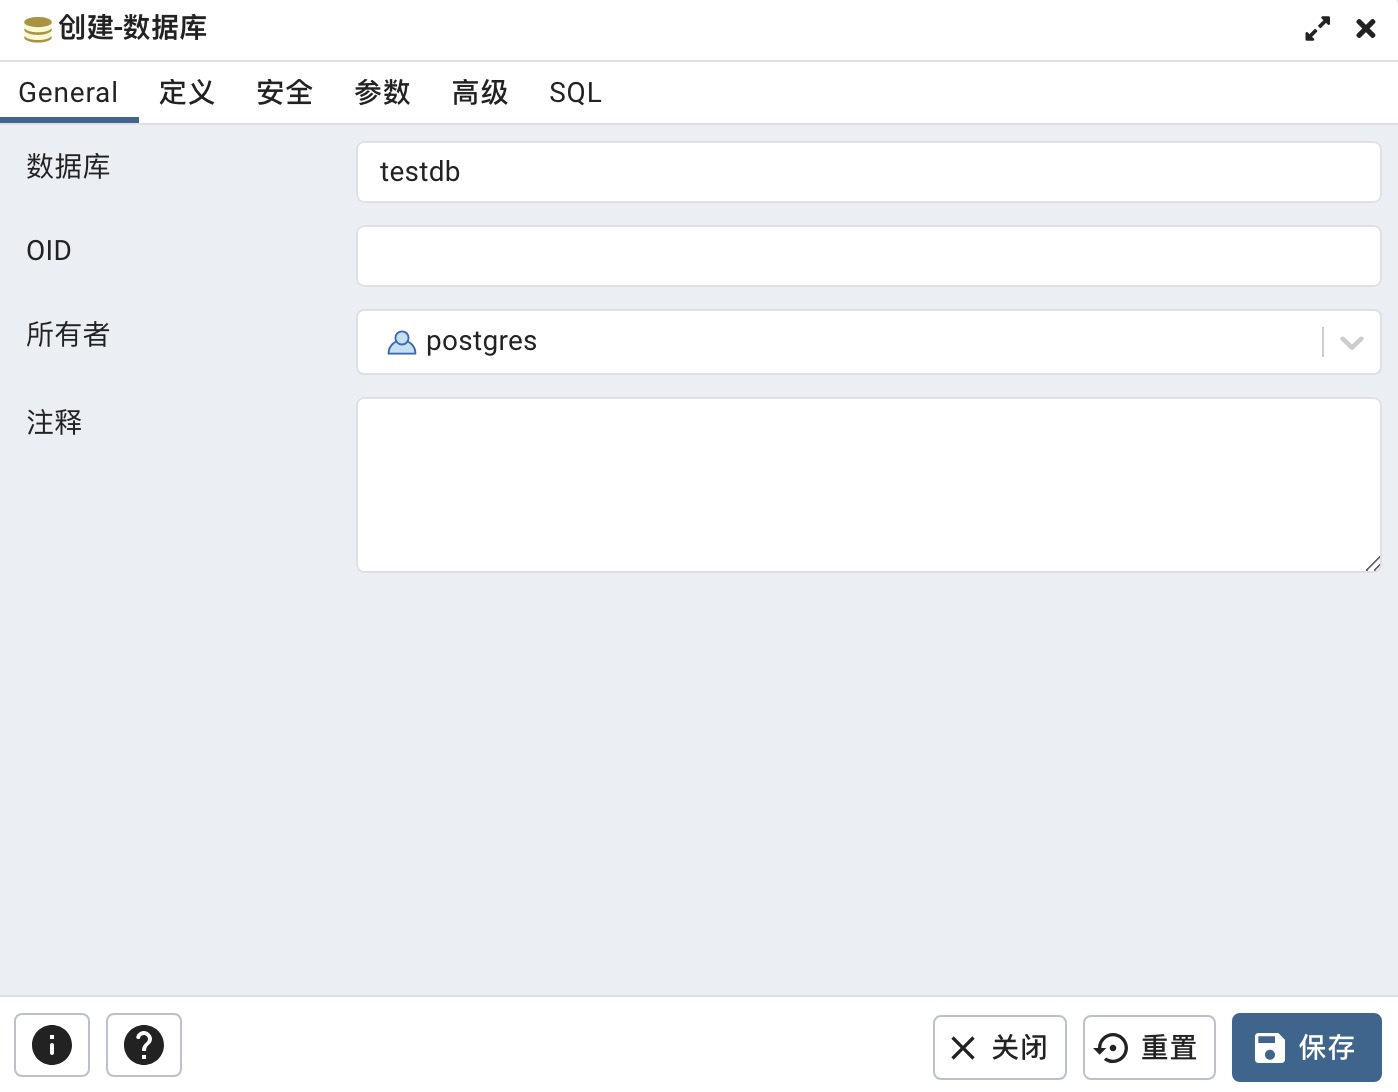 创建-数据库
General 定义 安全 参数 高级 SQL
数据库 testdb
OID
所有者 postgres
注释
关闭 重置 保存